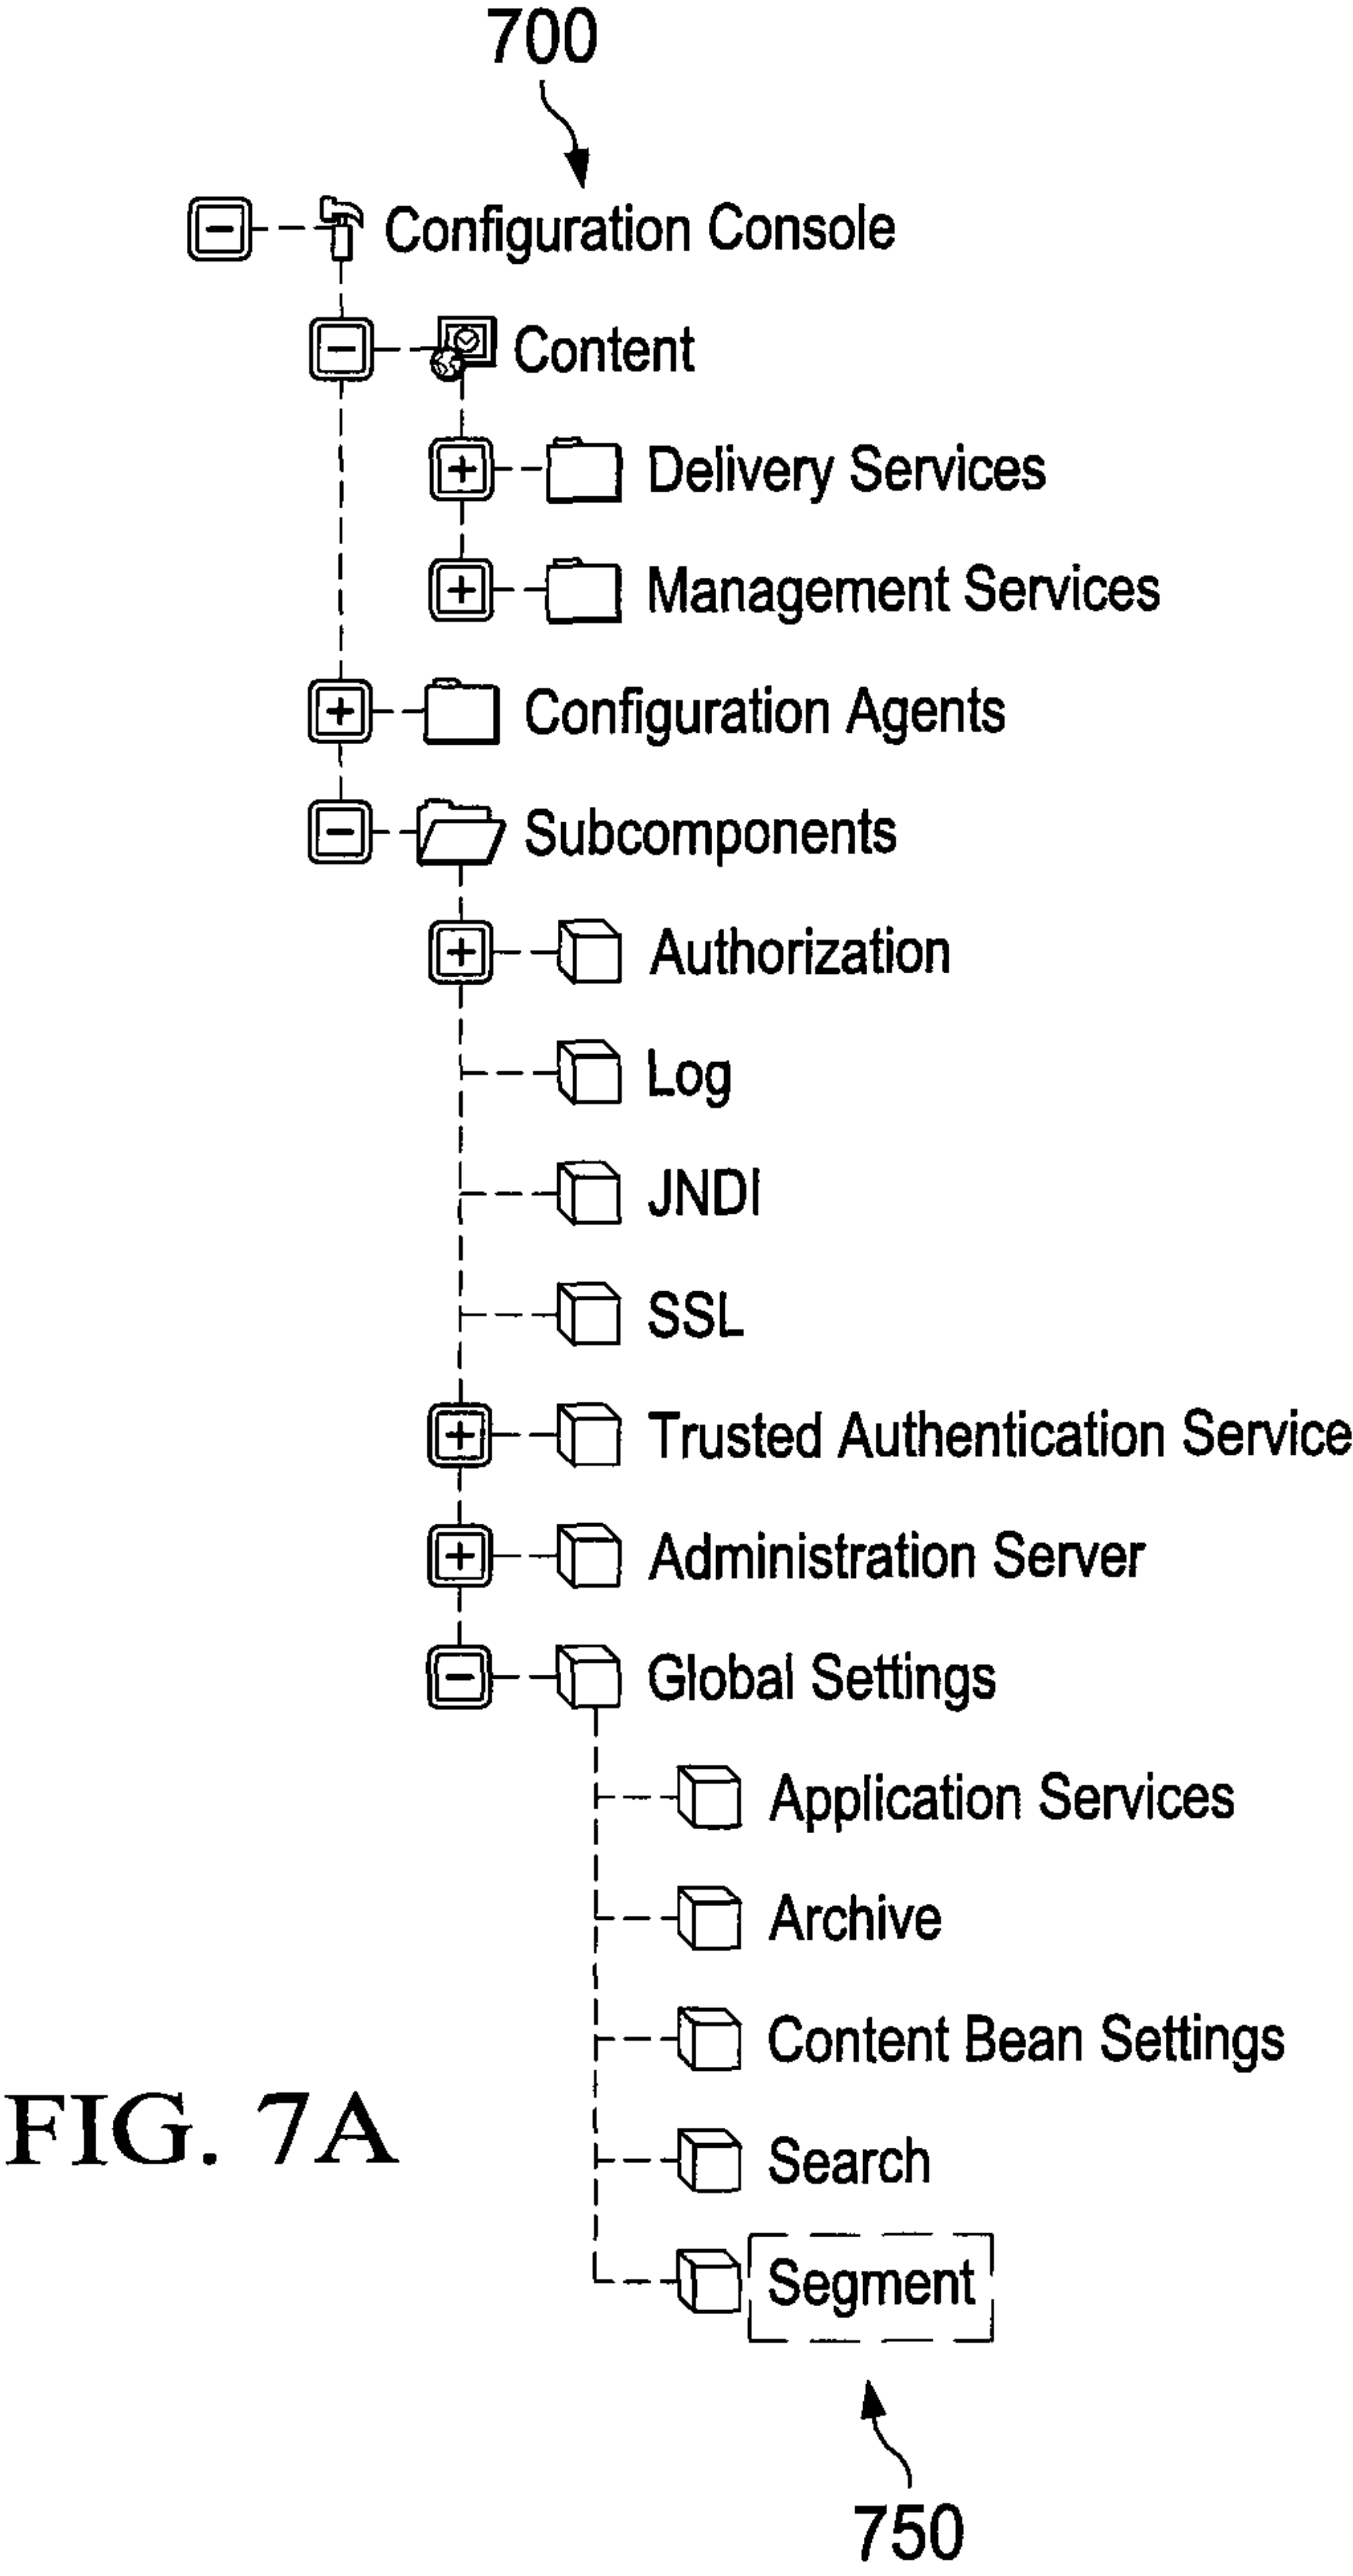 700
Configuration Console
Content
Delivery Services
Management Services
Configuration Agents
Subcomponents
Authorization
Log
JNDI
SSL
Trusted Authentication Service
Administration Server
Global Settings
Application Services
Archive
Content Bean Settings
Search
Segment
FIG. 7A
750